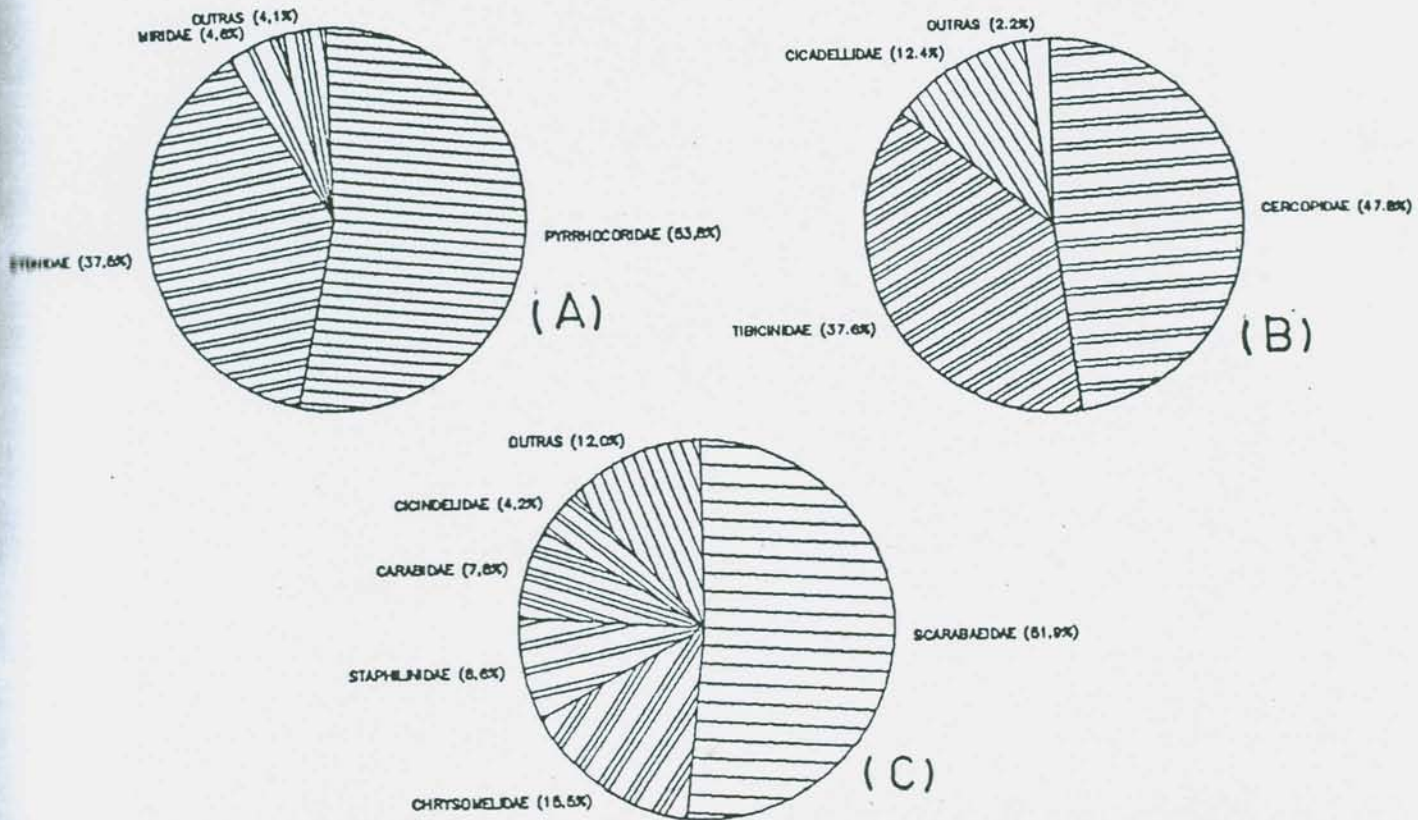 OUTRAS (4,1%)
MIRIDAE (4,6%)
PYRRHOCORIDAE (53,8%)
(37,5%)
(A)
OUTRAS (2.2%)
CICADELLIDAE (12.4%)
CERCOPIDAE (47.8%)
TIBICINIDAE (37.6%)
(B)
OUTRAS (12,0%)
CICINDELIDAE (4,2%)
CARABIDAE (7,8%)
SCARABAEIDAE (51,9%)
STAPHILINIDAE (8,6%)
CHRYSOMELIDAE (15,5%)
(C)